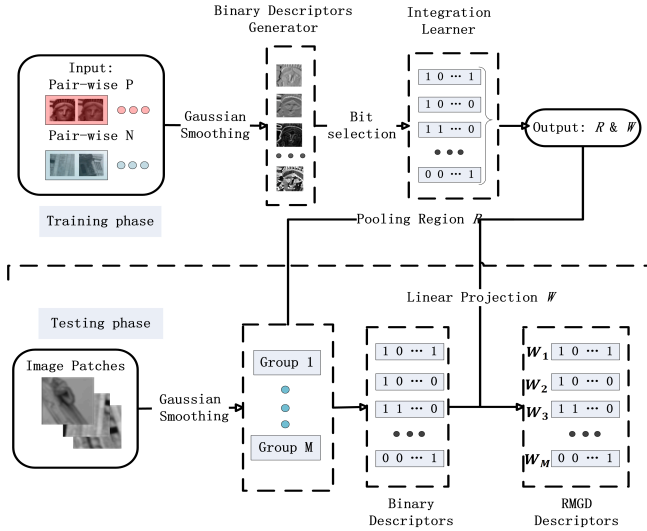 Binary Descriptors
Generator
Integration
Learner
Input:
Pair-wise P
Pair-wise N
Gaussian
Smoothing
Bit
selection
1 0 … 1
1 0 … 0
1 1 … 0
0 0 … 1
Output: R & W
Training phase
Pooling Region R
Linear Projection W
Testing phase
Image Patches
Gaussian
Smoothing
Group 1
Group M
1 0 … 1
1 0 … 0
1 1 … 0
0 0 … 1
Binary
Descriptors
W1 1 0 … 1
W2 1 0 … 0
W3 1 1 … 0
WM 0 0 … 1
RMGD
Descriptors